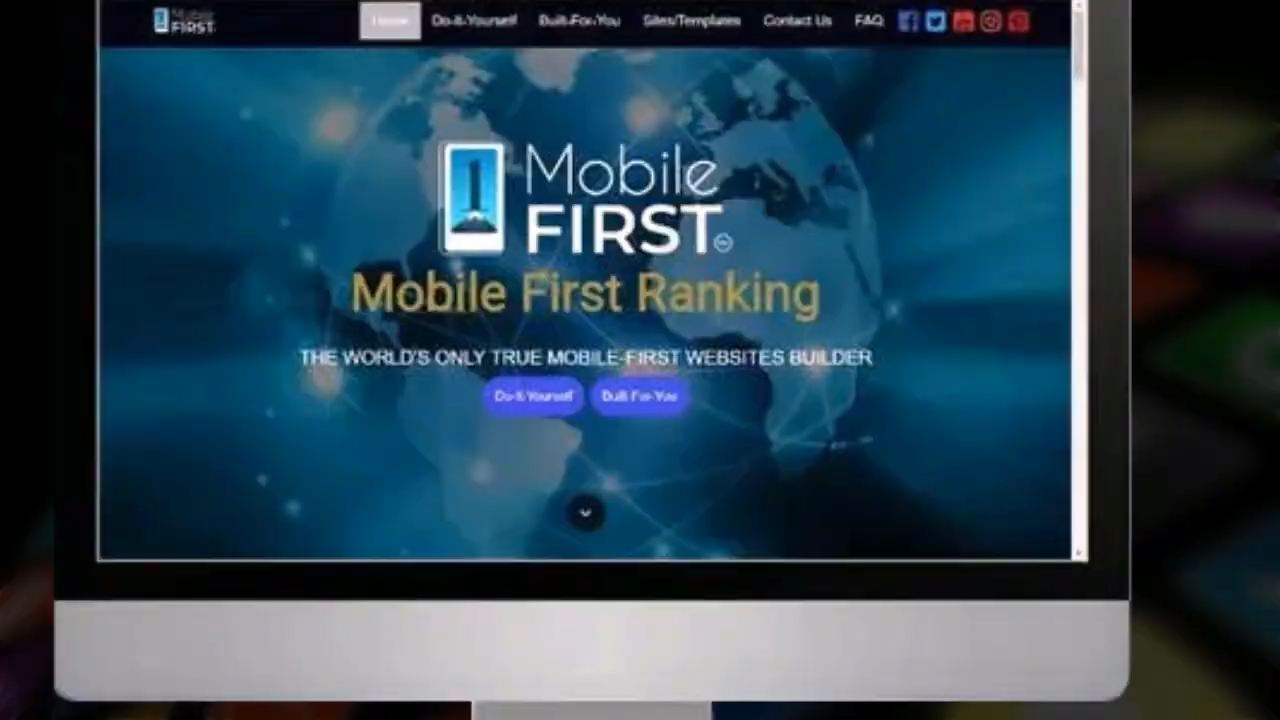 Mobile
FIRST
Home Do-It-Yourself Built-For-You Sites/Templates Contact Us FAQ
Mobile
FIRST
Mobile First Ranking
THE WORLD'S ONLY TRUE MOBILE-FIRST WEBSITES BUILDER
Do-It-Yourself Built-For-You